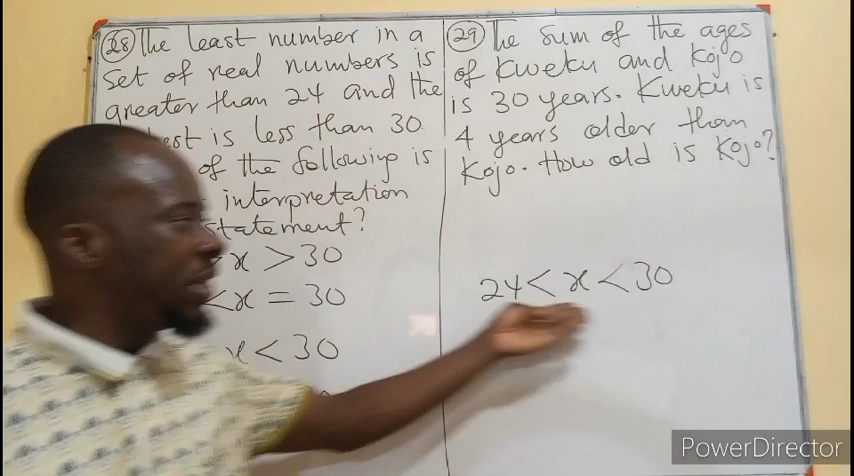 28 The least number in a
set of real numbers is
greater than 24 and the
est is less than 30
of the following is
interpretation
statement?
x > 30
< x = 30
x < 30
29 The sum of the ages
of Kweku and Kojo
is 30 years. Kweku is
4 years older than
Kojo. How old is Kojo?
24 < x < 30
PowerDirector